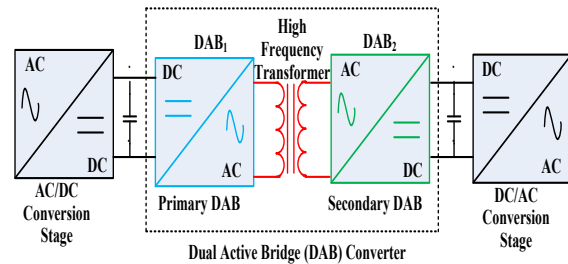 High
Frequency
Transformer
DAB₁
DAB₂
AC
DC
AC/DC
Conversion
Stage
DC
AC
Primary DAB
AC
DC
Secondary DAB
DC
AC
DC/AC
Conversion
Stage
Dual Active Bridge (DAB) Converter